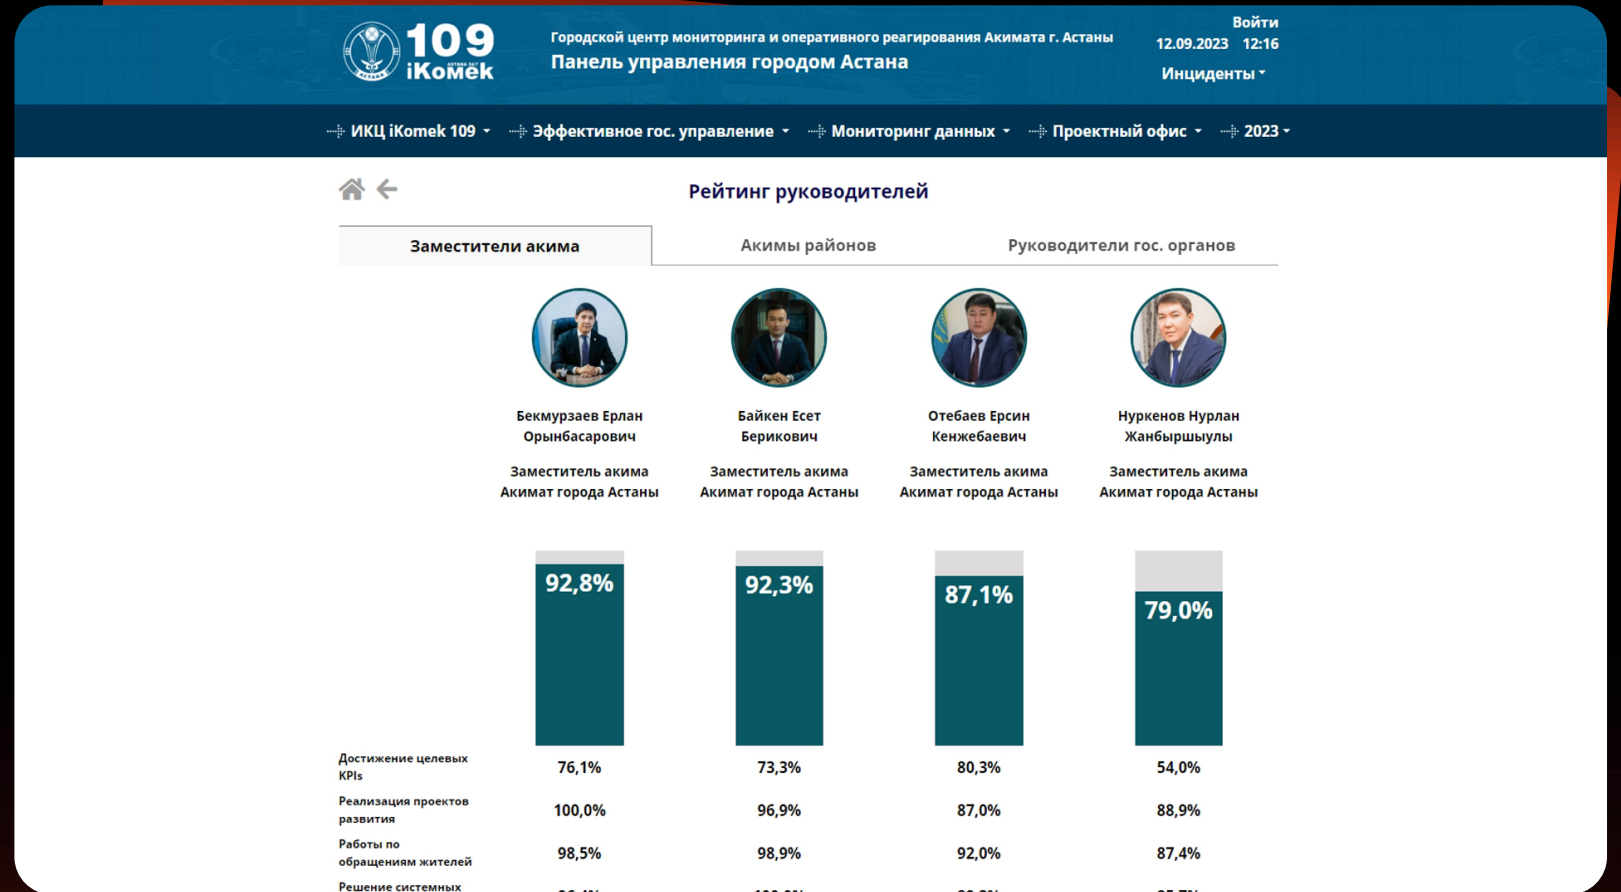 109
ASTANA 24/7
iKOMEK
Городской центр мониторинга и оперативного реагирования Акимата г. Астаны
Панель управления городом Астана
Войти
12.09.2023 12:16
Инциденты
ИКЦ iKomek 109 Эффективное гос. управление Мониторинг данных Проектный офис 2023
Рейтинг руководителей
Заместители акима Акимы районов Руководители гос. органов
Бекмурзаев Ерлан
Орынбасарович
Заместитель акима
Акимат города Астаны
Байкен Есет
Берикович
Заместитель акима
Акимат города Астаны
Отебаев Ерсин
Кенжебаевич
Заместитель акима
Акимат города Астаны
Нуркенов Нурлан
Жанбыршыулы
Заместитель акима
Акимат города Астаны
92,8% 92,3% 87,1% 79,0%
Достижение целевых
KPIs
76,1% 73,3% 80,3% 54,0%
Реализация проектов
развития
100,0% 96,9% 87,0% 88,9%
Работы по
обращениям жителей
98,5% 98,9% 92,0% 87,4%
Решение системных